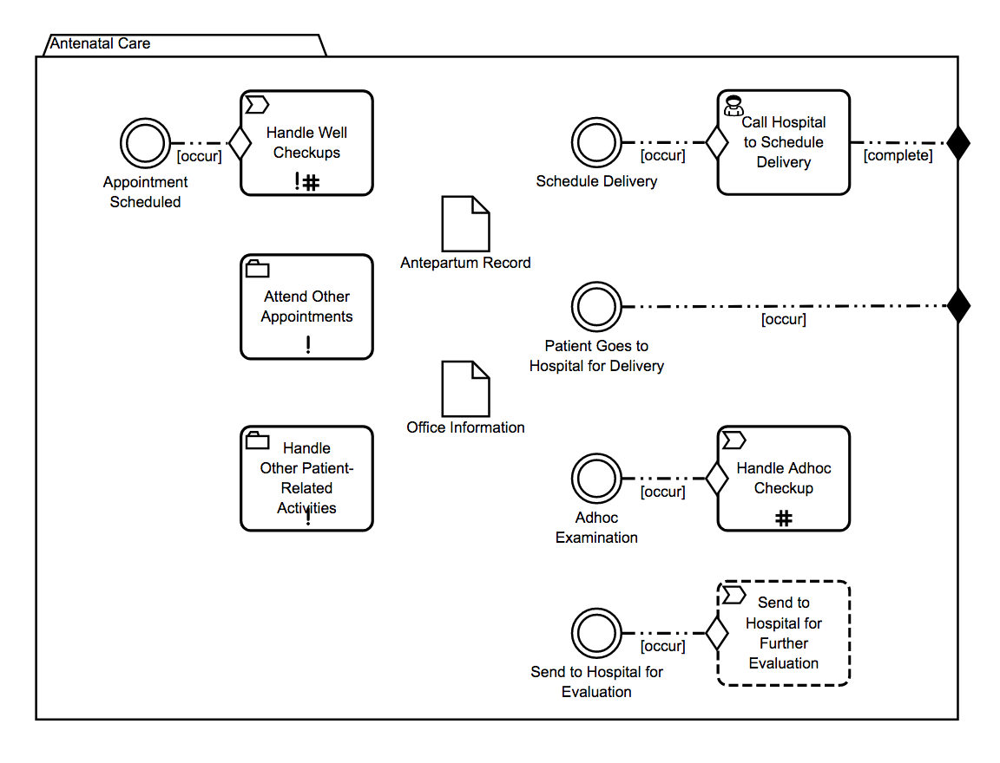 Antenatal Care
Handle Well
Checkups
!#
[occur]
Appointment
Scheduled
Call Hospital
to Schedule
Delivery
[occur]
[complete]
Schedule Delivery
Antepartum Record
Attend Other
Appointments
!
[occur]
Patient Goes to
Hospital for Delivery
Office Information
Handle
Other Patient-
Related
Activities
!
Handle Adhoc
Checkup
#
[occur]
Adhoc
Examination
Send to
Hospital for
Further
Evaluation
[occur]
Send to Hospital for
Evaluation